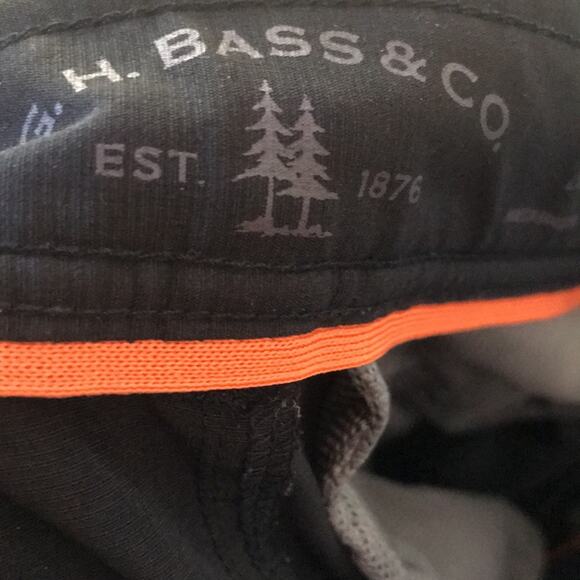 G. H. BASS & CO.
EST. 1876